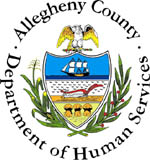 Allegheny County
Department of Human Services